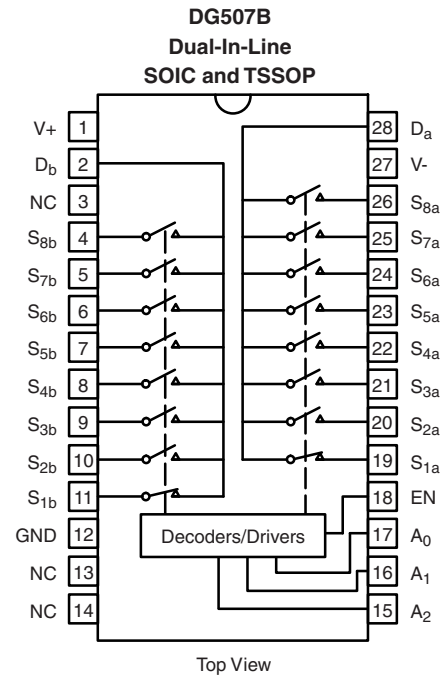 DG507B
Dual-In-Line
SOIC and TSSOP
V+ 1 28 Da
Db 2 27 V-
NC 3 26 S8a
S8b 4 25 S7a
S7b 5 24 S6a
S6b 6 23 S5a
S5b 7 22 S4a
S4b 8 21 S3a
S3b 9 20 S2a
S2b 10 19 S1a
S1b 11 18 EN
GND 12 Decoders/Drivers 17 A0
NC 13 16 A1
NC 14 15 A2
Top View